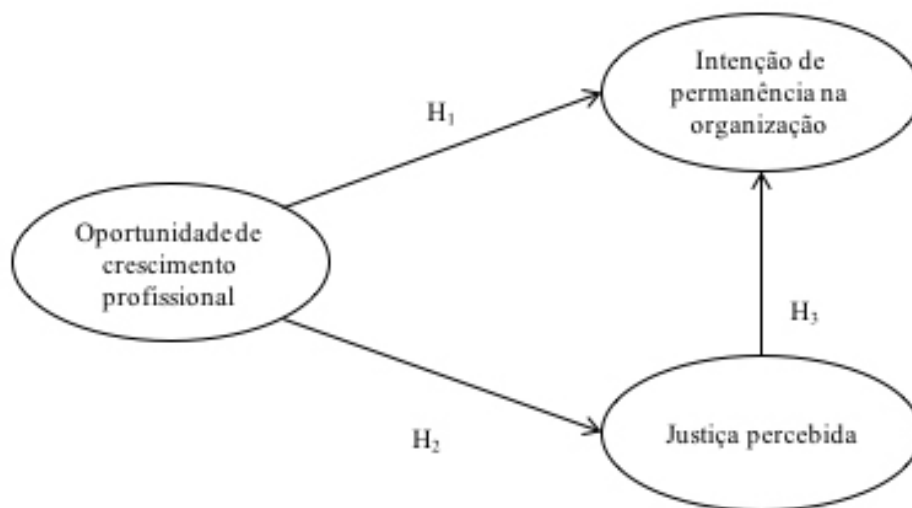 Intenção de
permanência na
organização
H₁
Oportunidade de
crescimento
profissional
H₃
H₂
Justiça percebida